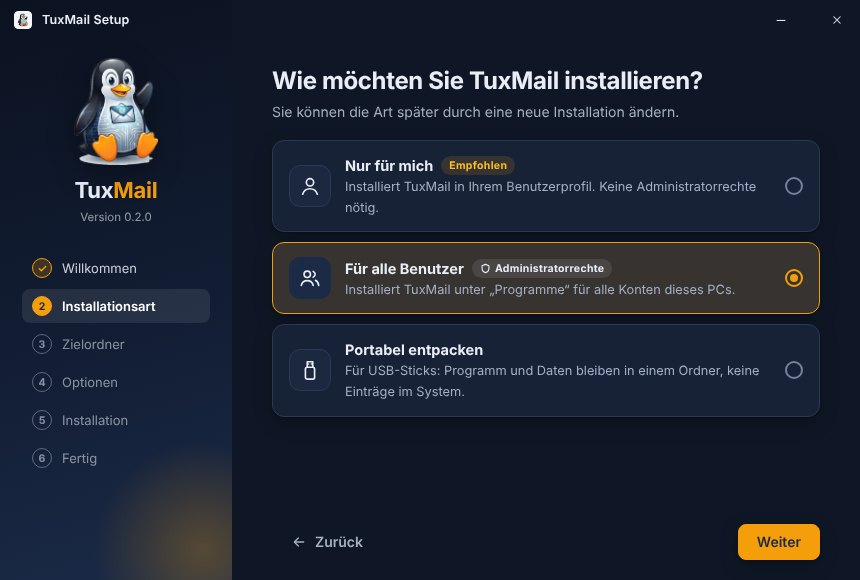 TuxMail Setup
TuxMail
Version 0.2.0
Willkommen
2 Installationsart
3 Zielordner
4 Optionen
5 Installation
6 Fertig
Wie möchten Sie TuxMail installieren?
Sie können die Art später durch eine neue Installation ändern.
Nur für mich Empfohlen
Installiert TuxMail in Ihrem Benutzerprofil. Keine Administratorrechte
nötig.
Für alle Benutzer Administratorrechte
Installiert TuxMail unter „Programme“ für alle Konten dieses PCs.
Portabel entpacken
Für USB-Sticks: Programm und Daten bleiben in einem Ordner, keine
Einträge im System.
Zurück
Weiter